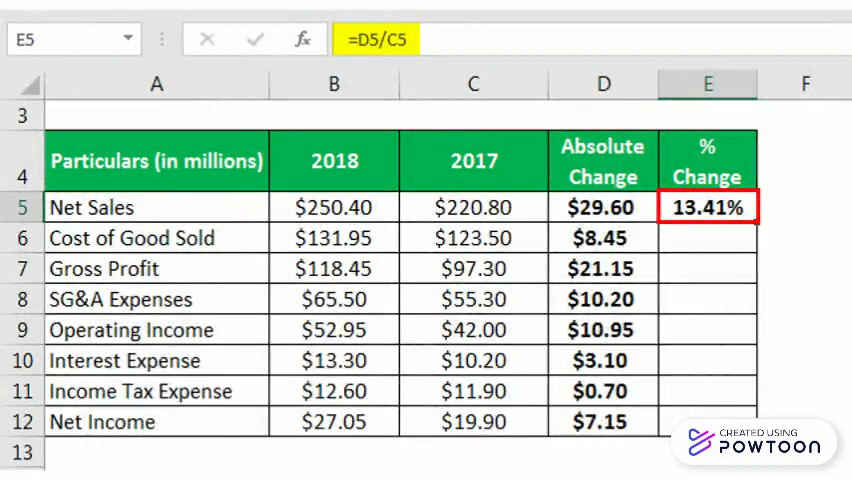 E5 fx =D5/C5
A B C D E F
3
4 Particulars (in millions) 2018 2017 Absolute Change % Change
5 Net Sales $250.40 $220.80 $29.60 13.41%
6 Cost of Good Sold $131.95 $123.50 $8.45
7 Gross Profit $118.45 $97.30 $21.15
8 SG&A Expenses $65.50 $55.30 $10.20
9 Operating Income $52.95 $42.00 $10.95
10 Interest Expense $13.30 $10.20 $3.10
11 Income Tax Expense $12.60 $11.90 $0.70
12 Net Income $27.05 $19.90 $7.15
13
CREATED USING
POWTOON